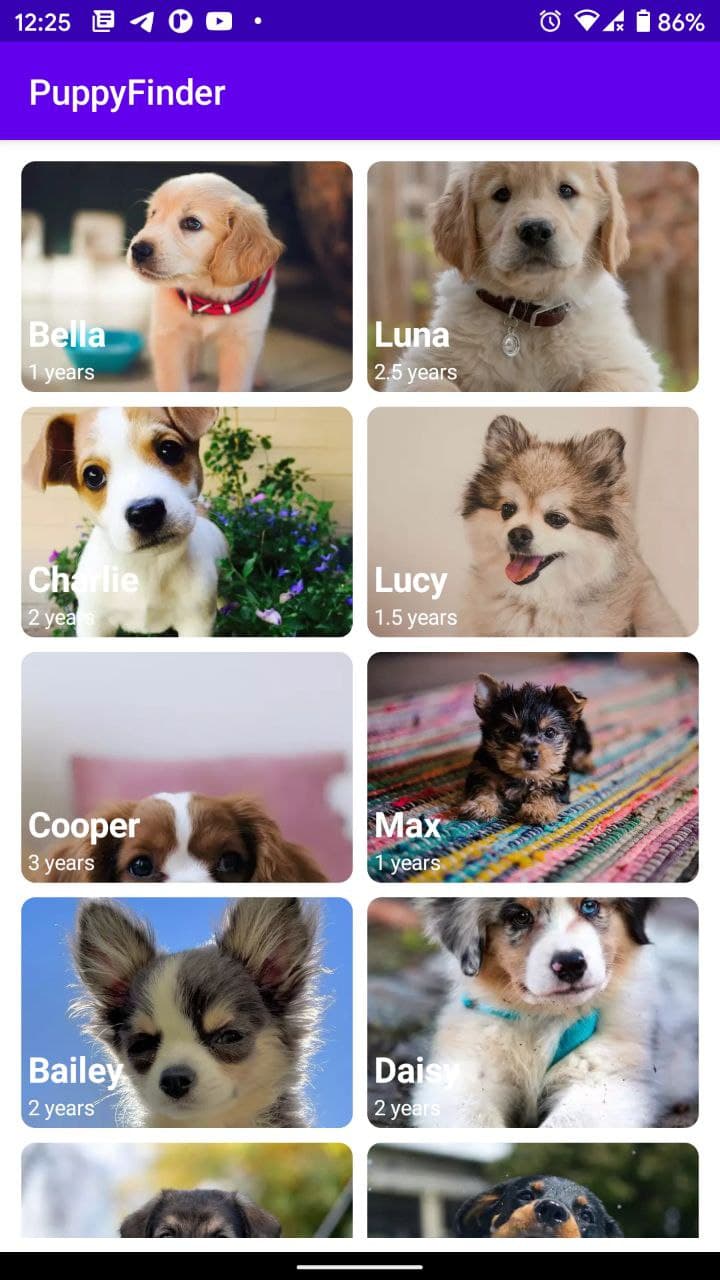 12:25
86%
PuppyFinder
Bella
1 years
Luna
2.5 years
Charlie
2 years
Lucy
1.5 years
Cooper
3 years
Max
1 years
Bailey
2 years
Daisy
2 years